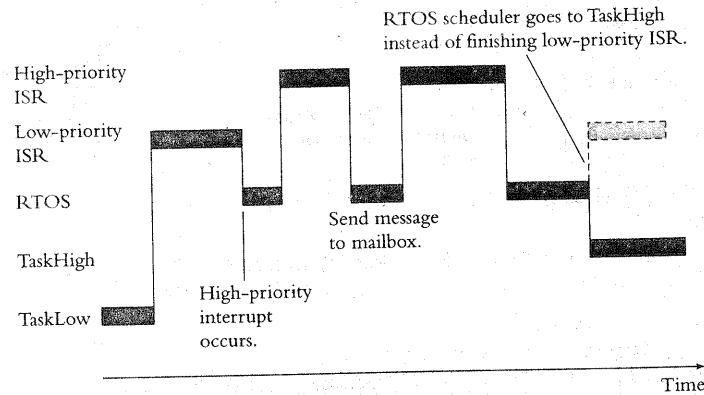 RTOS scheduler goes to TaskHigh
instead of finishing low-priority ISR.
High-priority
ISR
Low-priority
ISR
RTOS
Send message
to mailbox.
TaskHigh
High-priority
interrupt
occurs.
TaskLow
Time